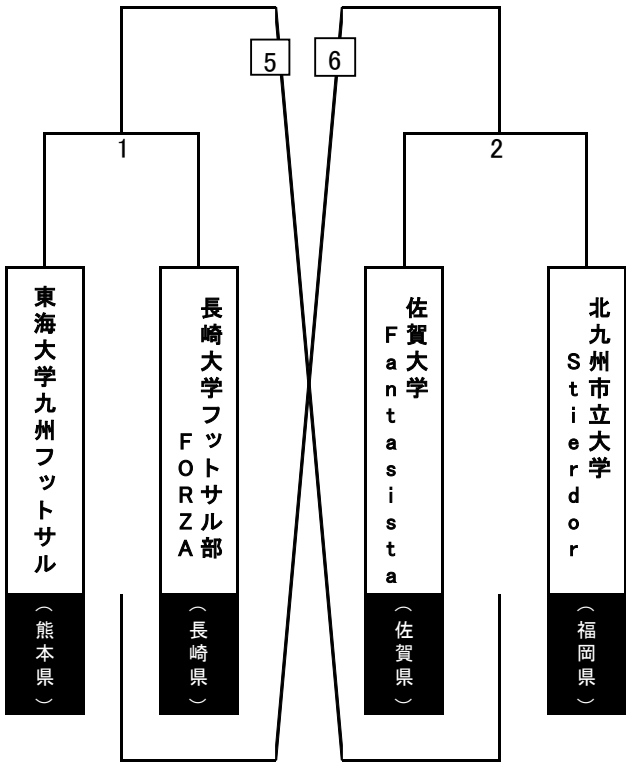 5
6
1
2
東海大学九州フットサル
(熊本県)
長崎大学フットサル部
FORZA
(長崎県)
佐賀大学
Fantasista
(佐賀県)
北九州市立大学
Stierdor
(福岡県)